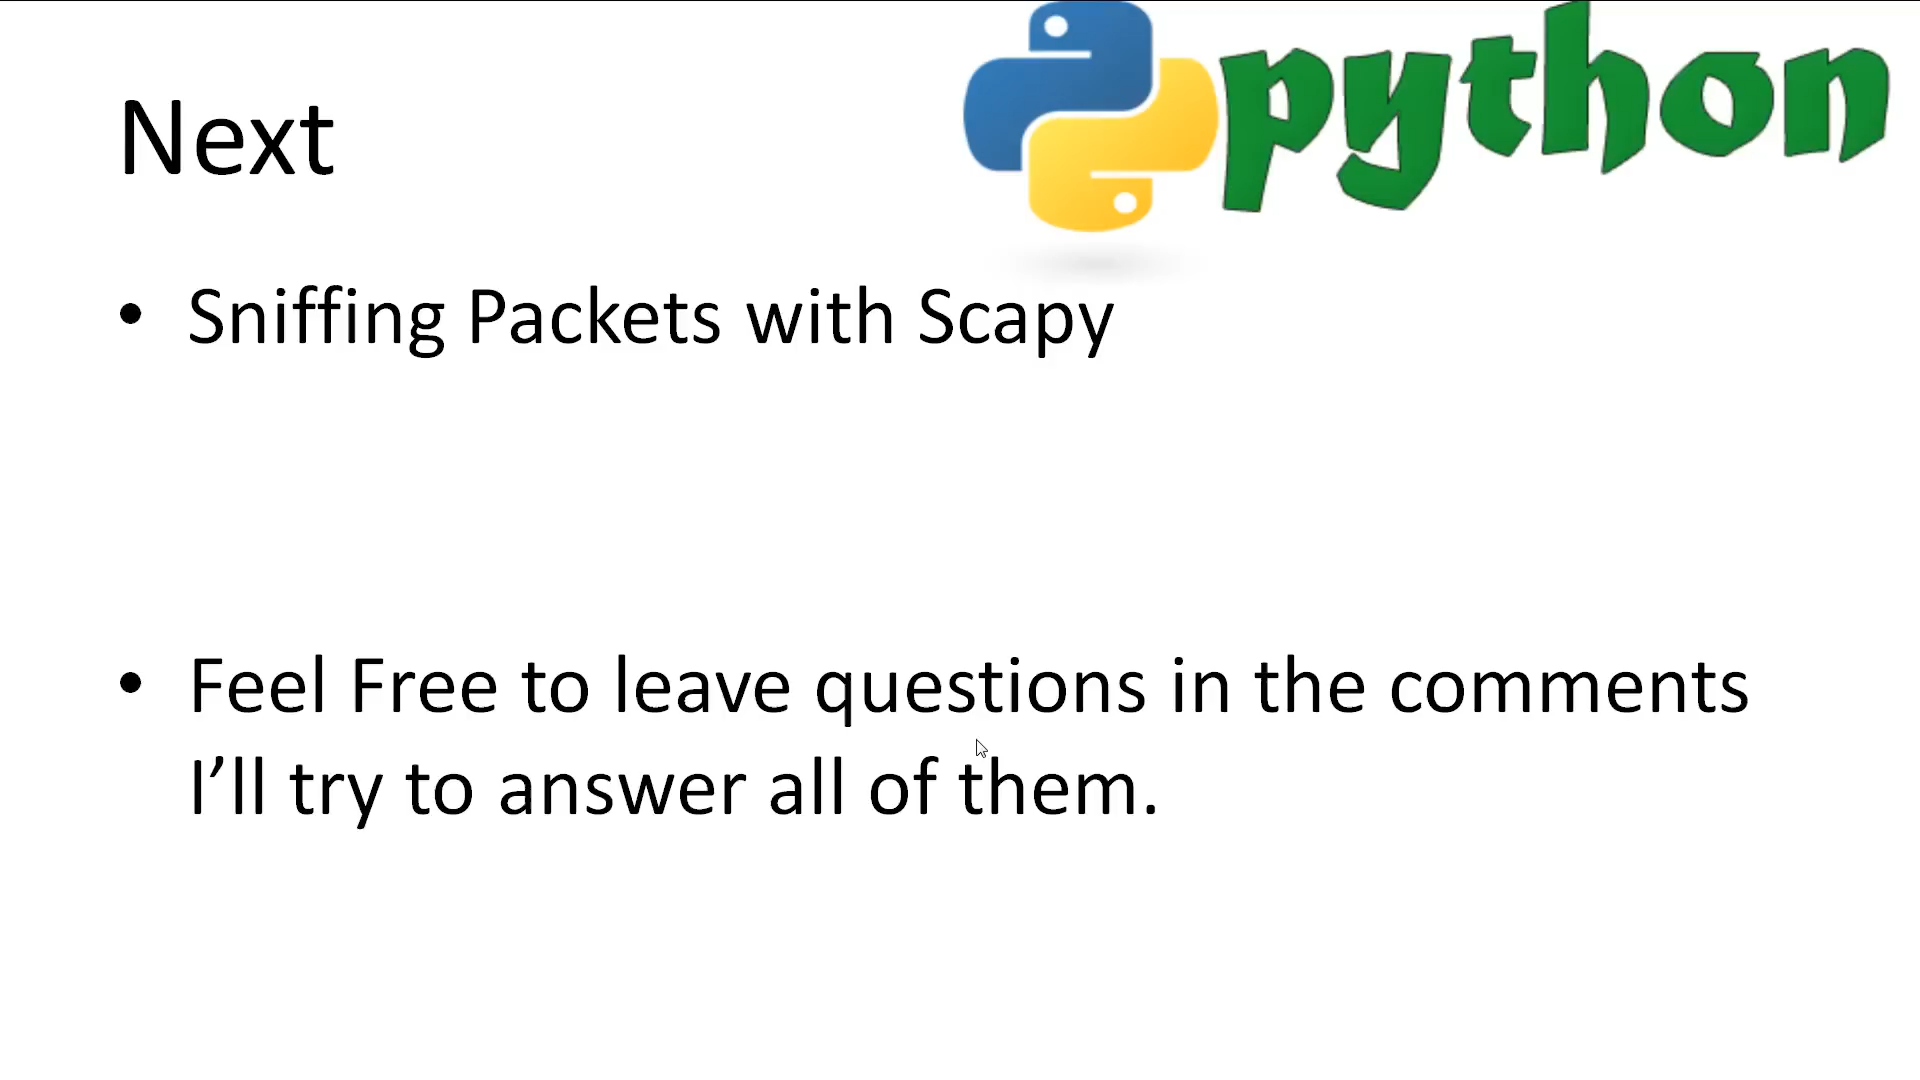 python
Next
• Sniffing Packets with Scapy
• Feel Free to leave questions in the comments
I’ll try to answer all of them.